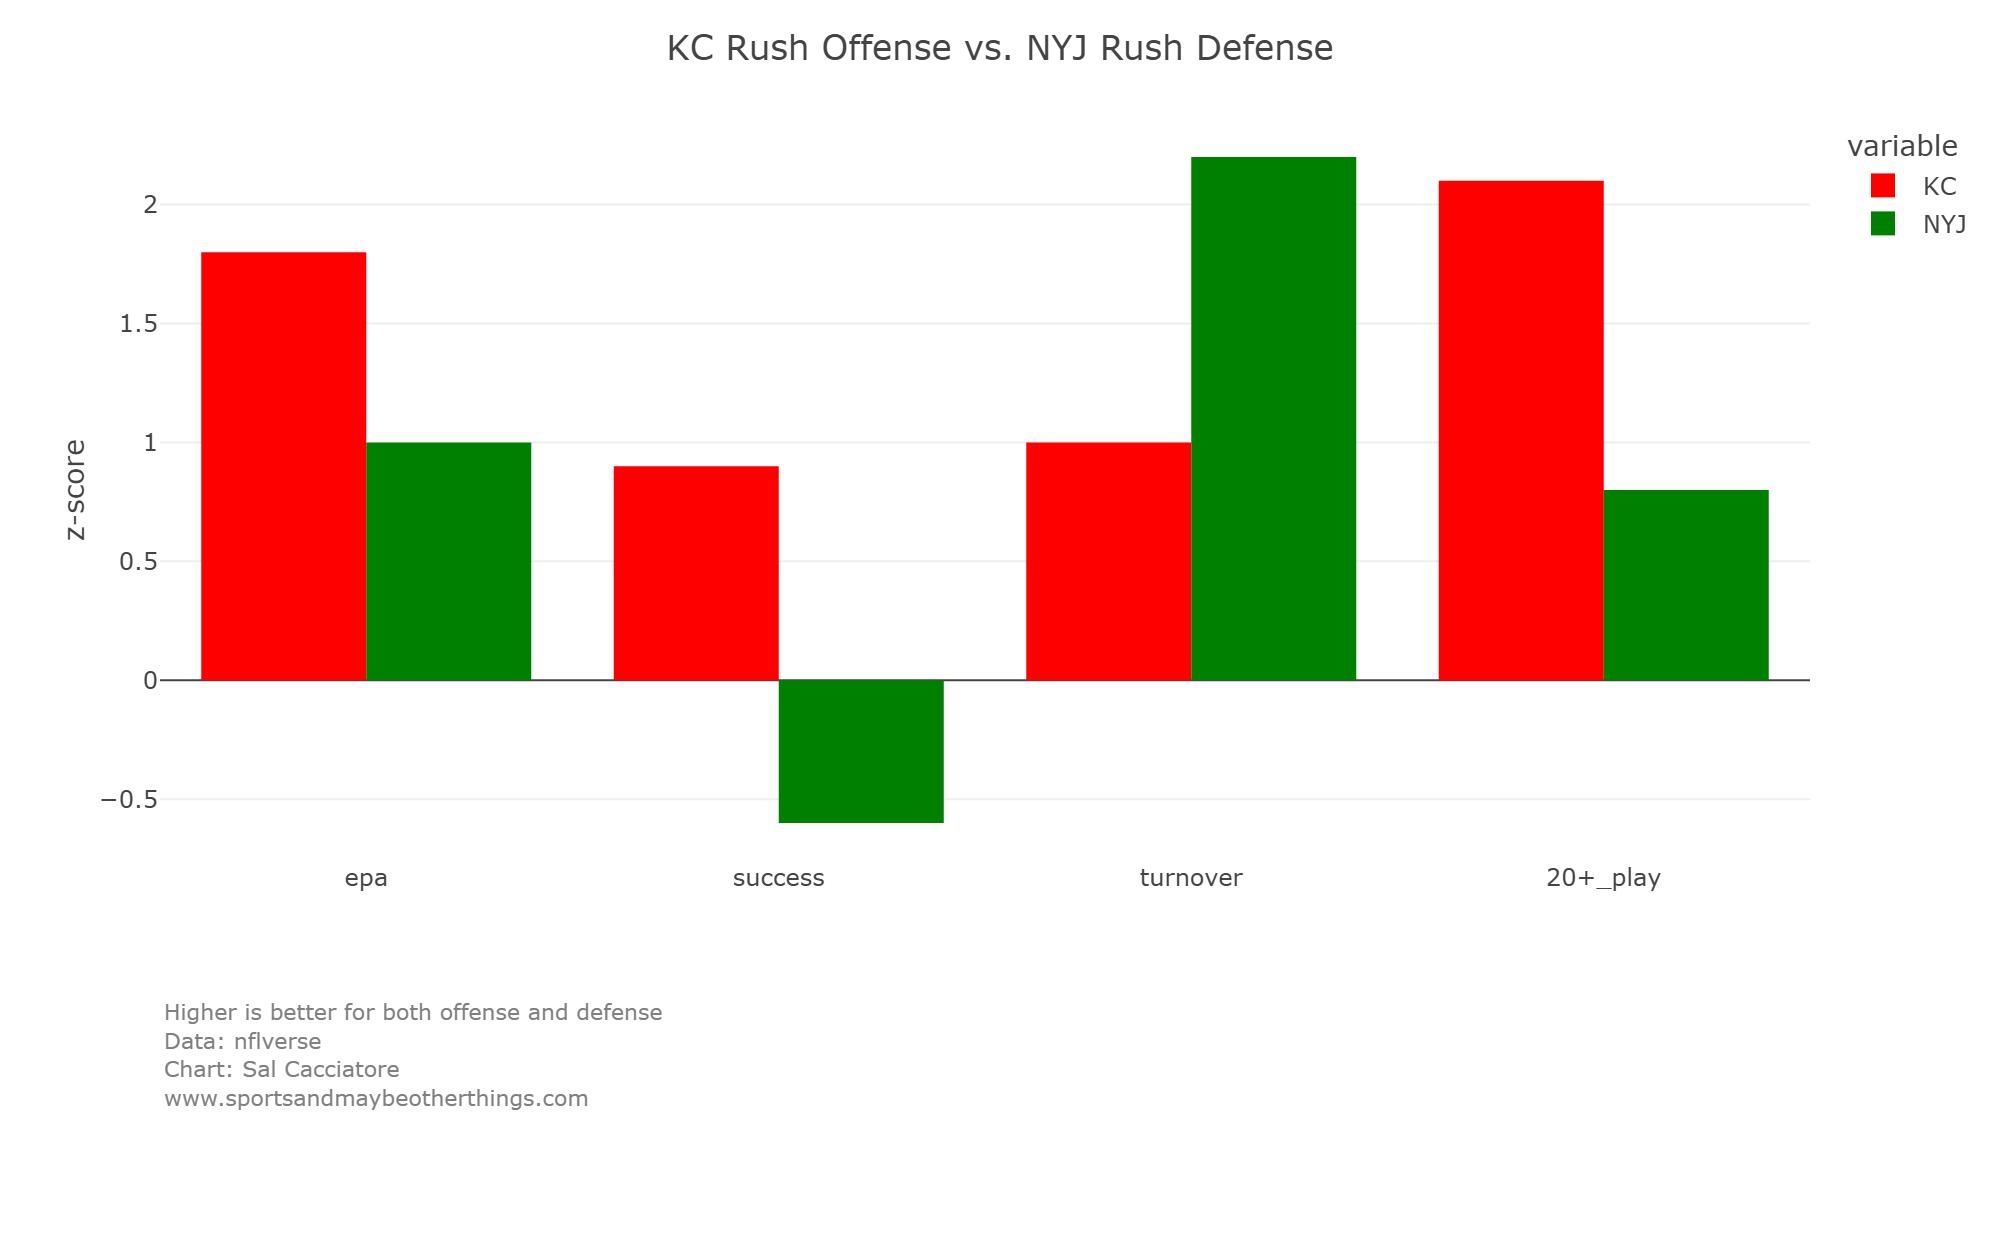 KC Rush Offense vs. NYJ Rush Defense
variable
KC
NYJ
z-score
2
1.5
1
0.5
0
−0.5
epa
success
turnover
20+_play
Higher is better for both offense and defense
Data: nflverse
Chart: Sal Cacciatore
www.sportsandmaybeotherthings.com